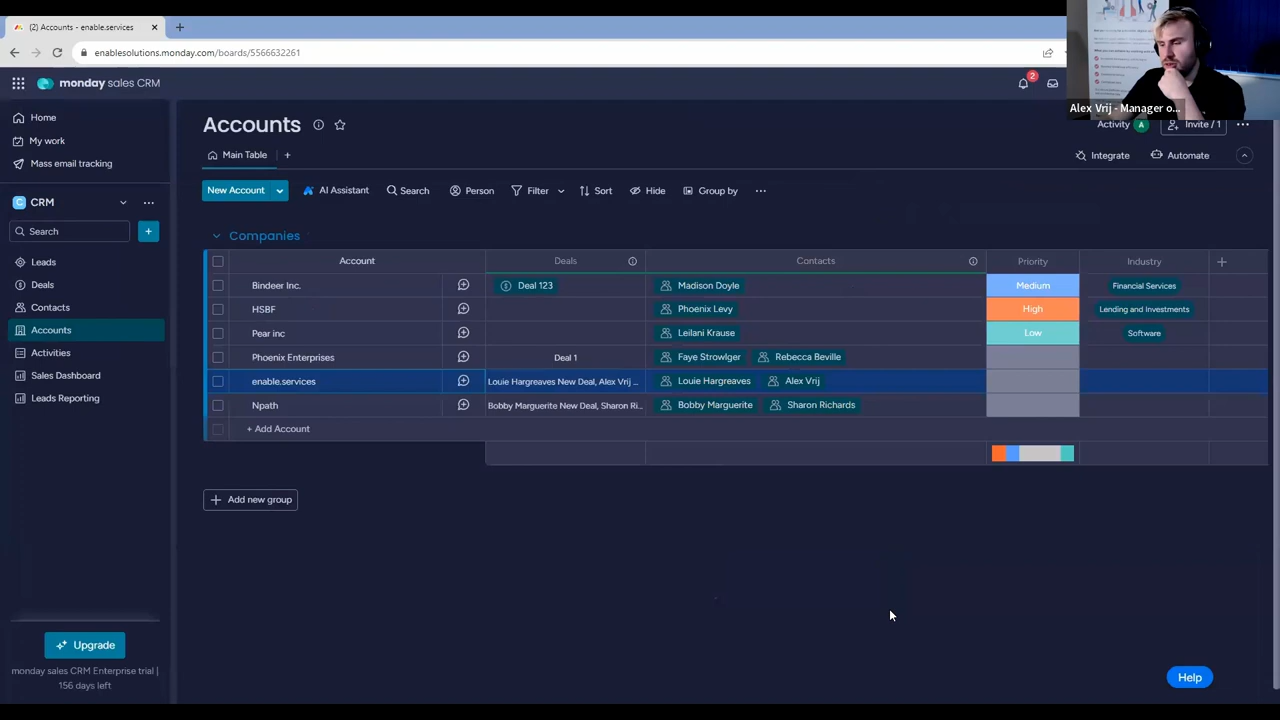 (2) Accounts - enable.services
enablesolutions.monday.com/boards/5566632261
monday sales CRM
2
Alex Vrij - Manager o...
Home
My work
Mass email tracking
C CRM
Search
Leads
Deals
Contacts
Accounts
Activities
Sales Dashboard
Leads Reporting
Upgrade
monday sales CRM Enterprise trial |
156 days left
Accounts
Activity A Invite / 1
Main Table
Integrate Automate
New Account AI Assistant Search Person Filter Sort Hide Group by
Companies
Account Deals Contacts Priority Industry
Bindeer Inc. Deal 123 Madison Doyle Medium Financial Services
HSBF Phoenix Levy High Lending and Investments
Pear inc Leilani Krause Low Software
Phoenix Enterprises Deal 1 Faye Strowlger Rebecca Beville
enable.services Louie Hargreaves New Deal, Alex Vrij ... Louie Hargreaves Alex Vrij
Npath Bobby Marguerite New Deal, Sharon Ri... Bobby Marguerite Sharon Richards
+ Add Account
Add new group
Help